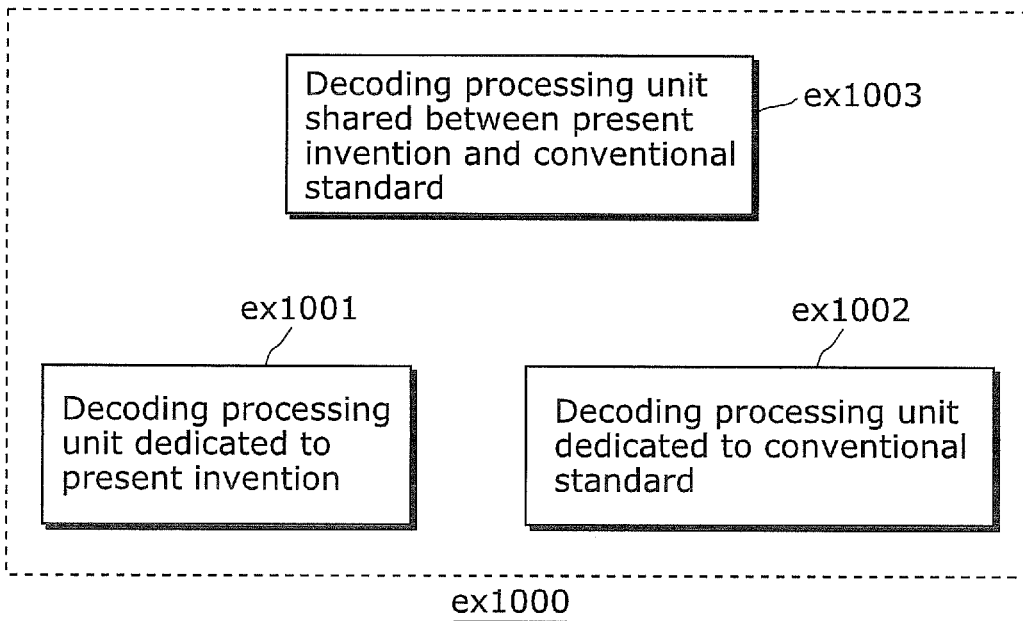 Decoding processing unit
shared between present
invention and conventional
standard
ex1003
ex1001
ex1002
Decoding processing
unit dedicated to
present invention
Decoding processing unit
dedicated to conventional
standard
ex1000